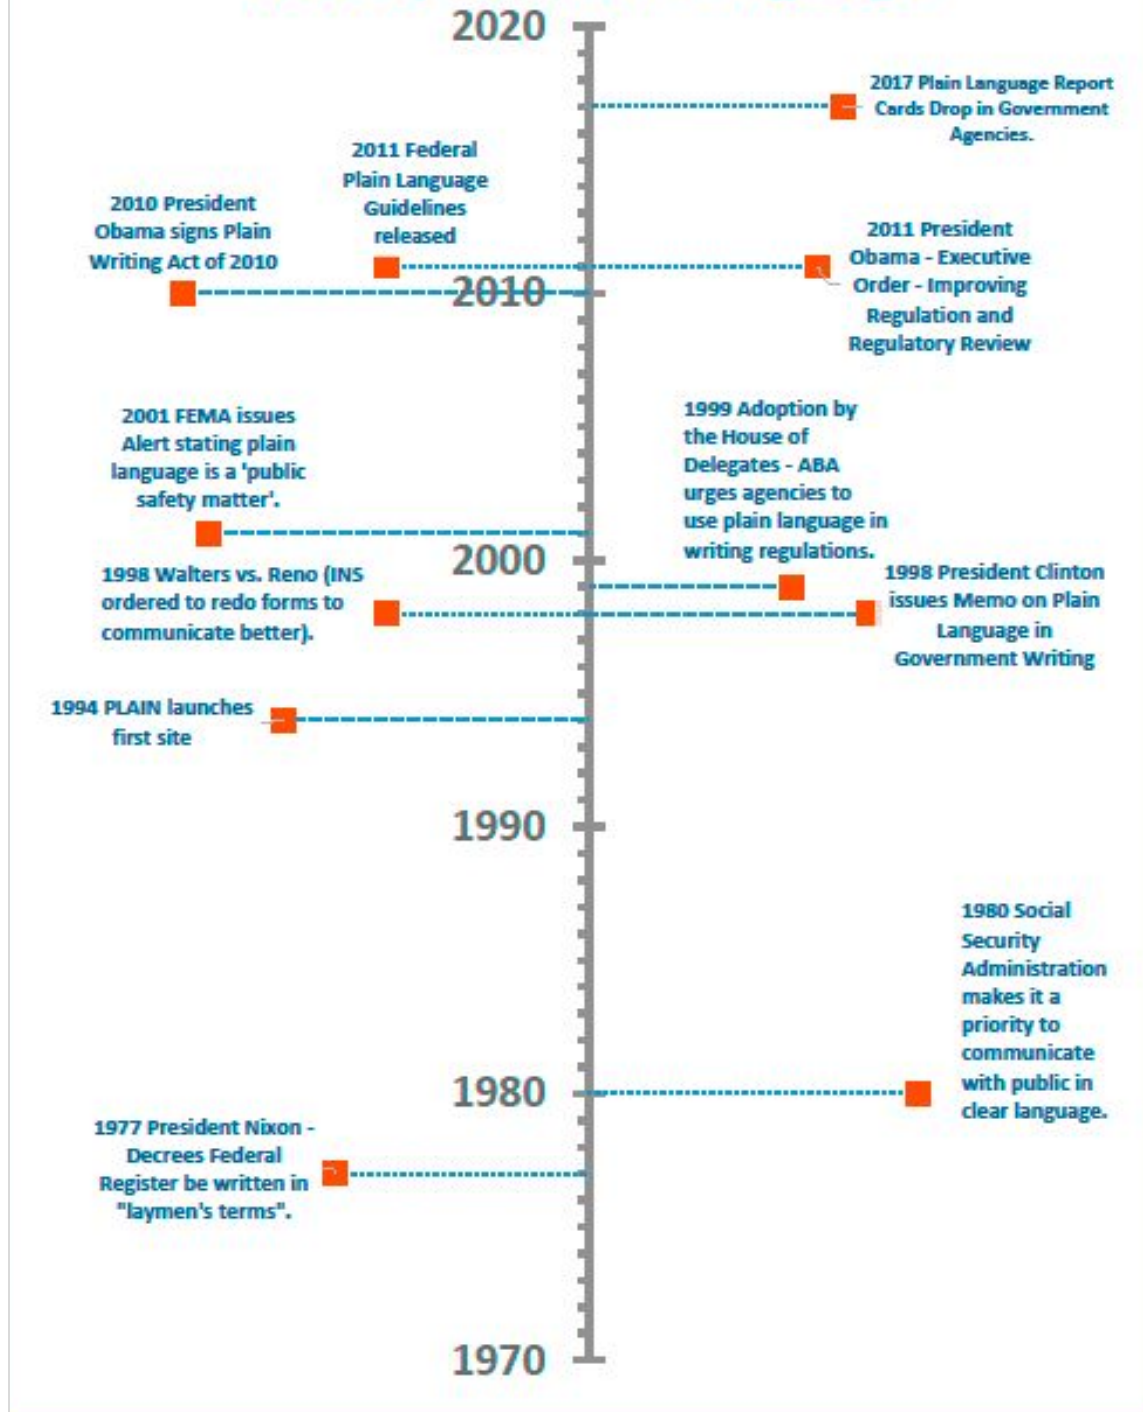 2020
2017 Plain Language Report
Cards Drop in Government
Agencies.
2011 Federal
Plain Language
Guidelines
released
2010 President
Obama signs Plain
Writing Act of 2010
2011 President
Obama - Executive
Order - Improving
Regulation and
Regulatory Review
2010
2001 FEMA issues
Alert stating plain
language is a 'public
safety matter'.
1999 Adoption by
the House of
Delegates - ABA
urges agencies to
use plain language in
writing regulations.
2000
1998 Walters vs. Reno (INS
ordered to redo forms to
communicate better).
1998 President Clinton
issues Memo on Plain
Language in
Government Writing
1994 PLAIN launches
first site
1990
1980 Social
Security
Administration
makes it a
priority to
communicate
with public in
clear language.
1980
1977 President Nixon -
Decrees Federal
Register be written in
"laymen's terms".
1970